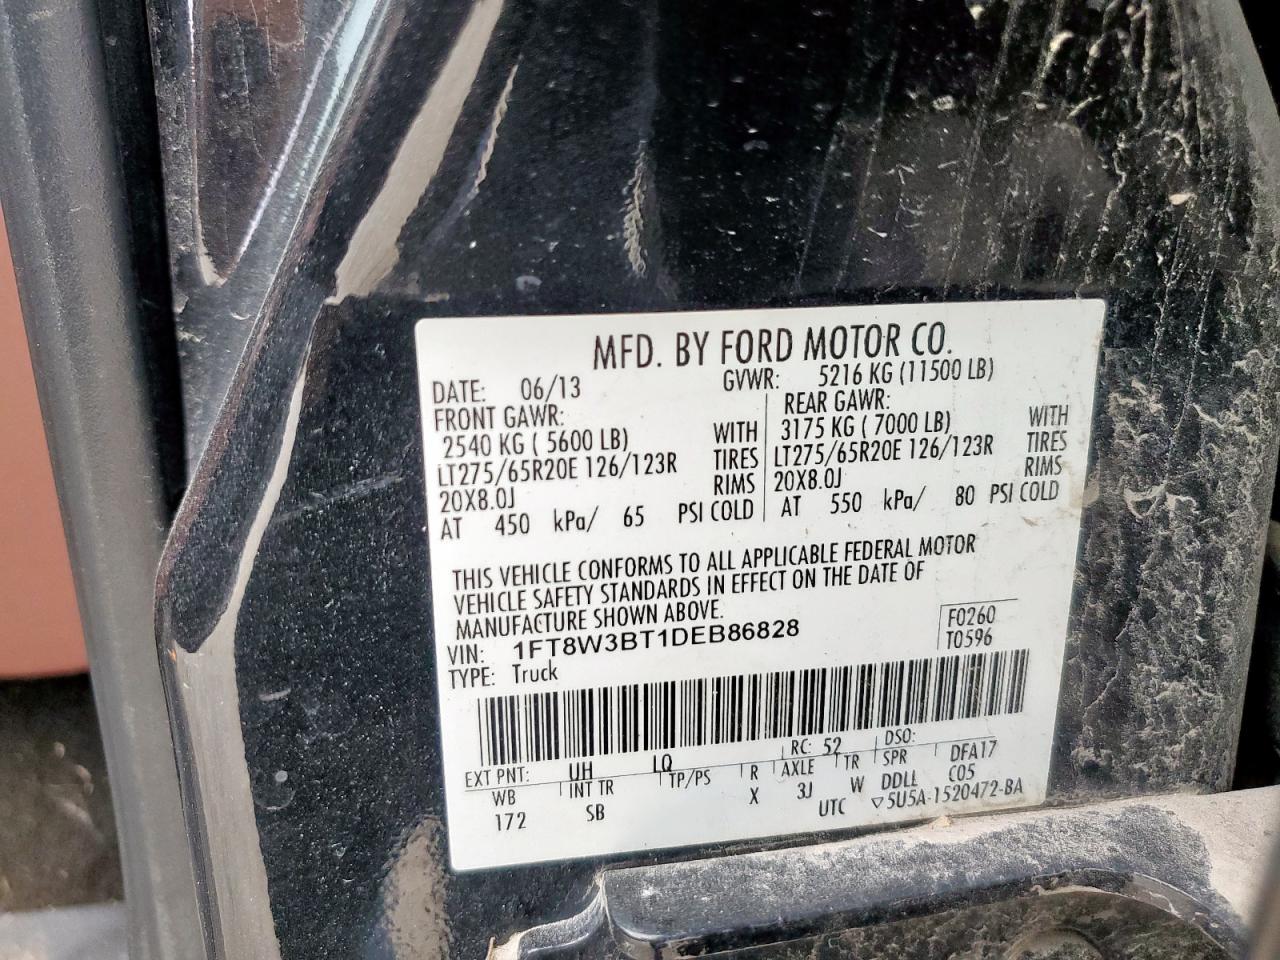 MFD. BY FORD MOTOR CO.
DATE: 06/13 GVWR: 5216 KG (11500 LB)
FRONT GAWR: REAR GAWR:
2540 KG ( 5600 LB) WITH 3175 KG ( 7000 LB) WITH
LT275/65R20E 126/123R TIRES LT275/65R20E 126/123R TIRES
20X8.0J RIMS 20X8.0J RIMS
AT 450 kPa/ 65 PSI COLD AT 550 kPa/ 80 PSI COLD
THIS VEHICLE CONFORMS TO ALL APPLICABLE FEDERAL MOTOR
VEHICLE SAFETY STANDARDS IN EFFECT ON THE DATE OF
MANUFACTURE SHOWN ABOVE.
VIN: 1FT8W3BT1DEB86828 F0260
TYPE: Truck T0596
EXT PNT: UH LQ RC: 52 DSO:
WB INT TR TP/PS R AXLE TR SPR DFA17
172 SB X 3J W DDLL C05
UTC ▽5U5A-1520472-BA